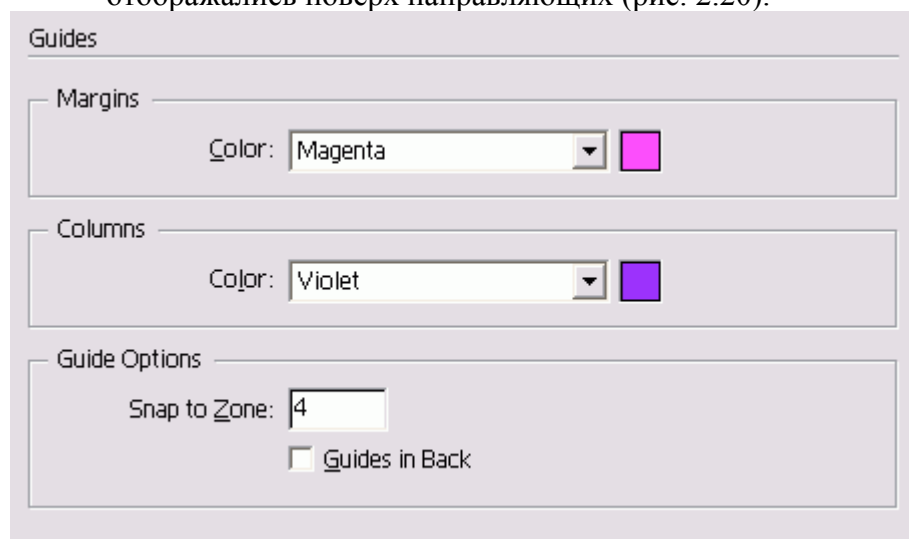 отображались поверх направляющих (рис. 2.20).
Guides
Margins
Color: Magenta
Columns
Color: Violet
Guide Options
Snap to Zone: 4
Guides in Back